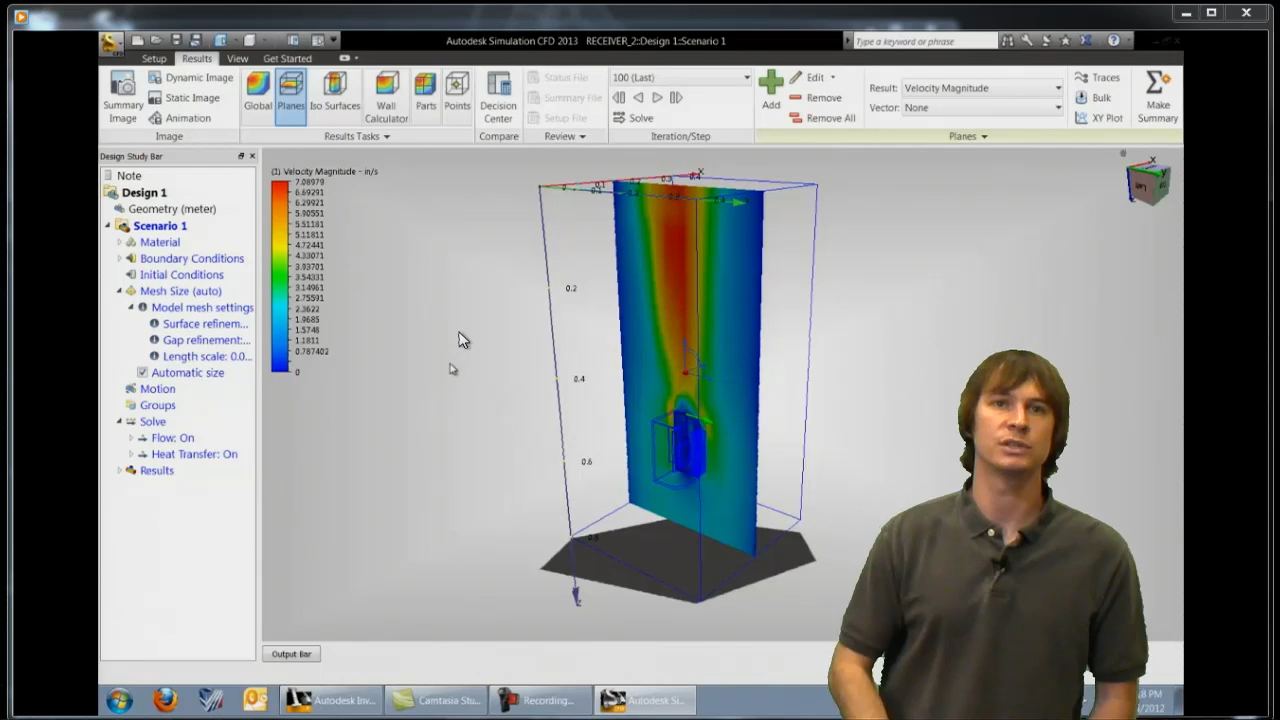 Autodesk Simulation CFD 2013 RECEIVER_2::Design 1::Scenario 1
Type a keyword or phrase
Setup Results View Get Started
Summary Image
Dynamic Image
Static Image
Animation
Image
Global Planes Iso Surfaces Wall Calculator Parts Points
Results Tasks
Decision Center
Compare
Status File
Summary File
Setup File
Review
100 (Last)
Solve
Iteration/Step
Add
Edit
Remove
Remove All
Result: Velocity Magnitude
Vector: None
Planes
Traces
Bulk
XY Plot
Make Summary
Design Study Bar
Note
Design 1
Geometry (meter)
Scenario 1
Material
Boundary Conditions
Initial Conditions
Mesh Size (auto)
Model mesh settings
Surface refinem...
Gap refinement:...
Length scale: 0.0...
Automatic size
Motion
Groups
Solve
Flow: On
Heat Transfer: On
Results
(1) Velocity Magnitude - in/s
7.08979
6.69291
6.29921
5.90551
5.51181
5.11811
4.72441
4.33071
3.93701
3.54331
3.14961
2.75591
2.3622
1.9685
1.5748
1.1811
0.787402
0
X
0 0.1
0.2
0.4
0.6
Z
Output Bar
Autodesk Inv...
Camtasia Stu...
Recording...
Autodesk Si...
8 PM
/2012